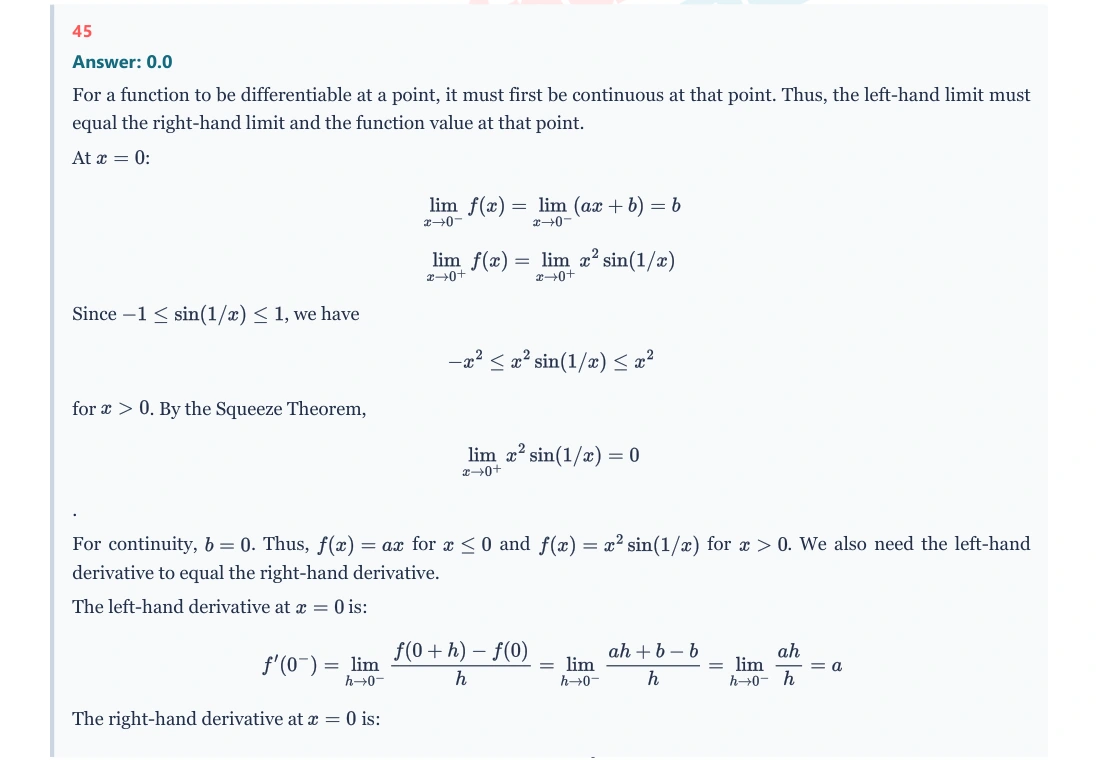 45
Answer: 0.0
For a function to be differentiable at a point, it must first be continuous at that point. Thus, the left-hand limit must
equal the right-hand limit and the function value at that point.
At x = 0:
lim_{x→0⁻} f(x) = lim_{x→0⁻} (ax + b) = b
lim_{x→0⁺} f(x) = lim_{x→0⁺} x² sin(1/x)
Since −1 ≤ sin(1/x) ≤ 1, we have
−x² ≤ x² sin(1/x) ≤ x²
for x > 0. By the Squeeze Theorem,
lim_{x→0⁺} x² sin(1/x) = 0
.
For continuity, b = 0. Thus, f(x) = ax for x ≤ 0 and f(x) = x² sin(1/x) for x > 0. We also need the left-hand
derivative to equal the right-hand derivative.
The left-hand derivative at x = 0 is:
f′(0⁻) = lim_{h→0⁻} (f(0 + h) − f(0))/h = lim_{h→0⁻} (ah + b − b)/h = lim_{h→0⁻} ah/h = a
The right-hand derivative at x = 0 is: